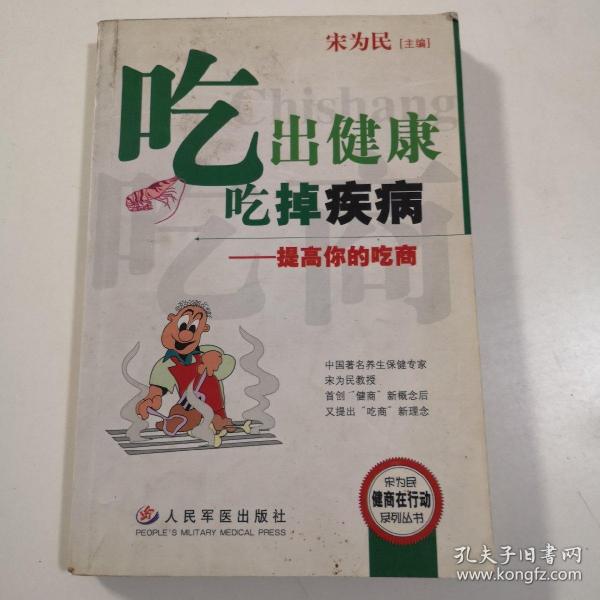 宋为民 [主编]
Chishang
吃出健康
吃掉疾病
吃商
——提高你的吃商
中国著名养生保健专家
宋为民教授
首创“健商”新概念后
又提出“吃商”新理念
宋为民
健商在行动
系列丛书
人民军医出版社
PEOPLE'S MILITARY MEDICAL PRESS
孔夫子旧书网
www.kongfz.com